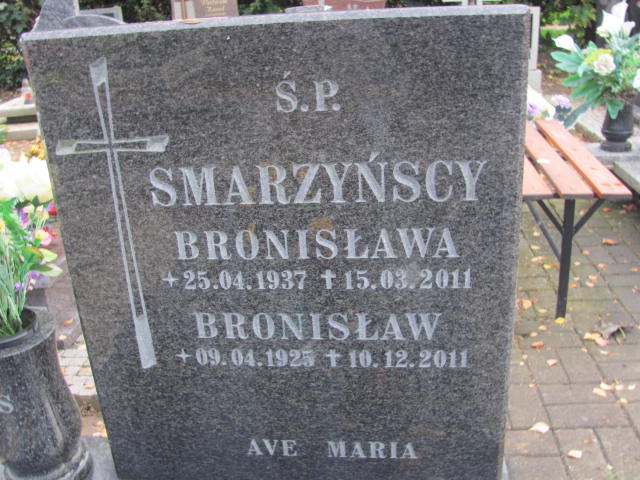 Ś.P.
SMARZYŃSCY
BRONISŁAWA
+25.04.1937 †15.03.2011
BRONISŁAW
+09.04.1925 †10.12.2011
AVE MARIA